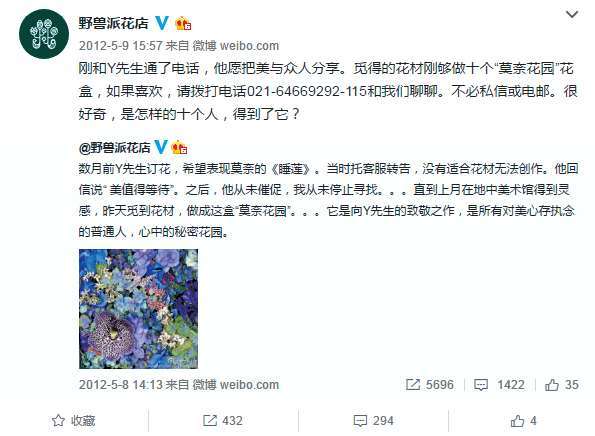 野兽派花店
2012-5-9 15:57 来自 微博 weibo.com
刚和Y先生通了电话，他愿把美与众人分享。觅得的花材刚够做十个“莫奈花园”花
盒，如果喜欢，请拨打电话021-64669292-115和我们聊聊。不必私信或电邮。很
好奇，是怎样的十个人，得到了它？
@野兽派花店
数月前Y先生订花，希望表现莫奈的《睡莲》。当时托客服转告，没有适合花材无法创作。他回
信说“ 美值得等待”。之后，他从未催促，我从未停止寻找。。。直到上月在地中美术馆得到灵
感，昨天觅到花材，做成这盒“莫奈花园”。。。它是向Y先生的致敬之作，是所有对美心存执念
的普通人，心中的秘密花园。
2012-5-8 14:13 来自 微博 weibo.com 5696 1422 35
收藏 432 294 4